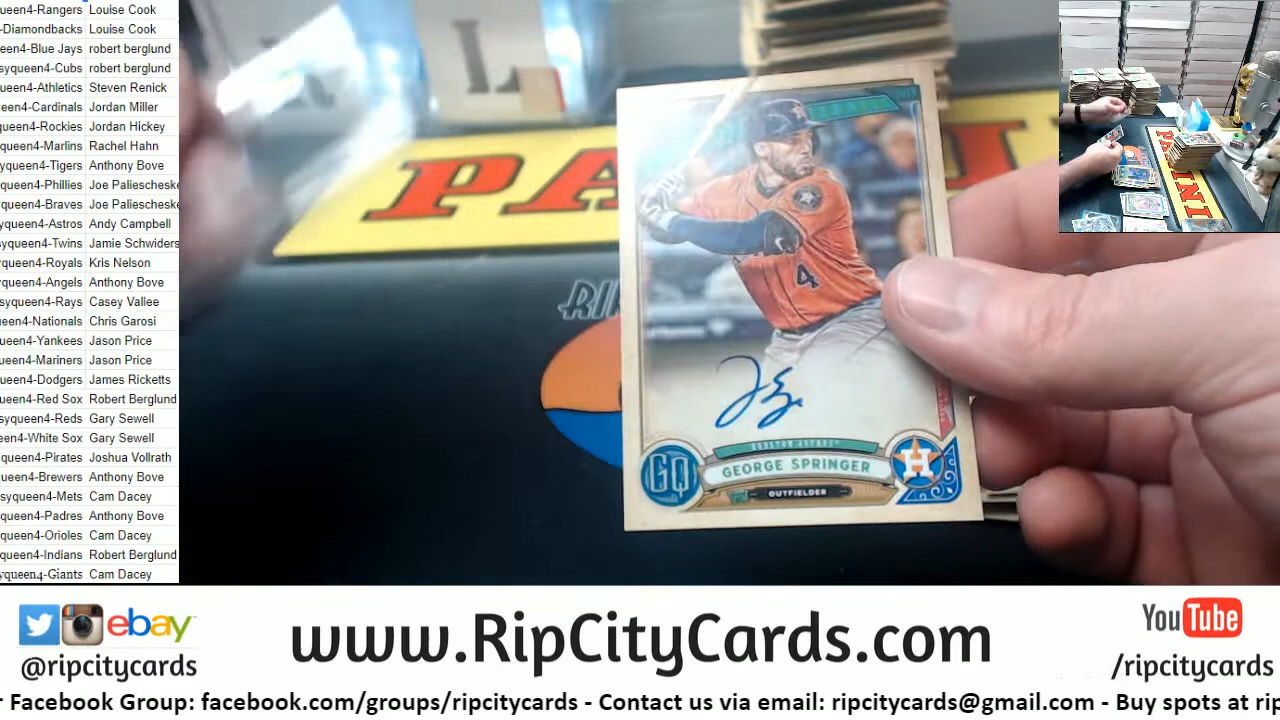 ueen4-Rangers Louise Cook
-Diamondbacks Louise Cook
een4-Blue Jays robert berglund
syqueen4-Cubs robert berglund
queen4-Athletics Steven Renick
ueen4-Cardinals Jordan Miller
queen4-Rockies Jordan Hickey
queen4-Marlins Rachel Hahn
yqueen4-Tigers Anthony Bove
queen4-Phillies Joe Paliescheske
queen4-Braves Joe Paliescheske
queen4-Astros Andy Campbell
queen4-Twins Jamie Schwiders
yqueen4-Royals Kris Nelson
queen4-Angels Anthony Bove
syqueen4-Rays Casey Vallee
een4-Nationals Chris Garosi
ueen4-Yankees Jason Price
ueen4-Mariners Jason Price
ueen4-Dodgers James Ricketts
ueen4-Red Sox Robert Berglund
syqueen4-Reds Gary Sewell
een4-White Sox Gary Sewell
queen4-Pirates Joshua Vollrath
ueen4-Brewers Anthony Bove
syqueen4-Mets Cam Dacey
yqueen4-Padres Anthony Bove
queen4-Orioles Cam Dacey
queen4-Indians Robert Berglund
yqueen4-Giants Cam Dacey
PA
RI
4
HOUSTON ASTROS
GQ GEORGE SPRINGER H
OUTFIELDER
PANINI
ebay
@ripcitycards
www.RipCityCards.com
YouTube
/ripcitycards
r Facebook Group: facebook.com/groups/ripcitycards - Contact us via email: ripcitycards@gmail.com - Buy spots at rip